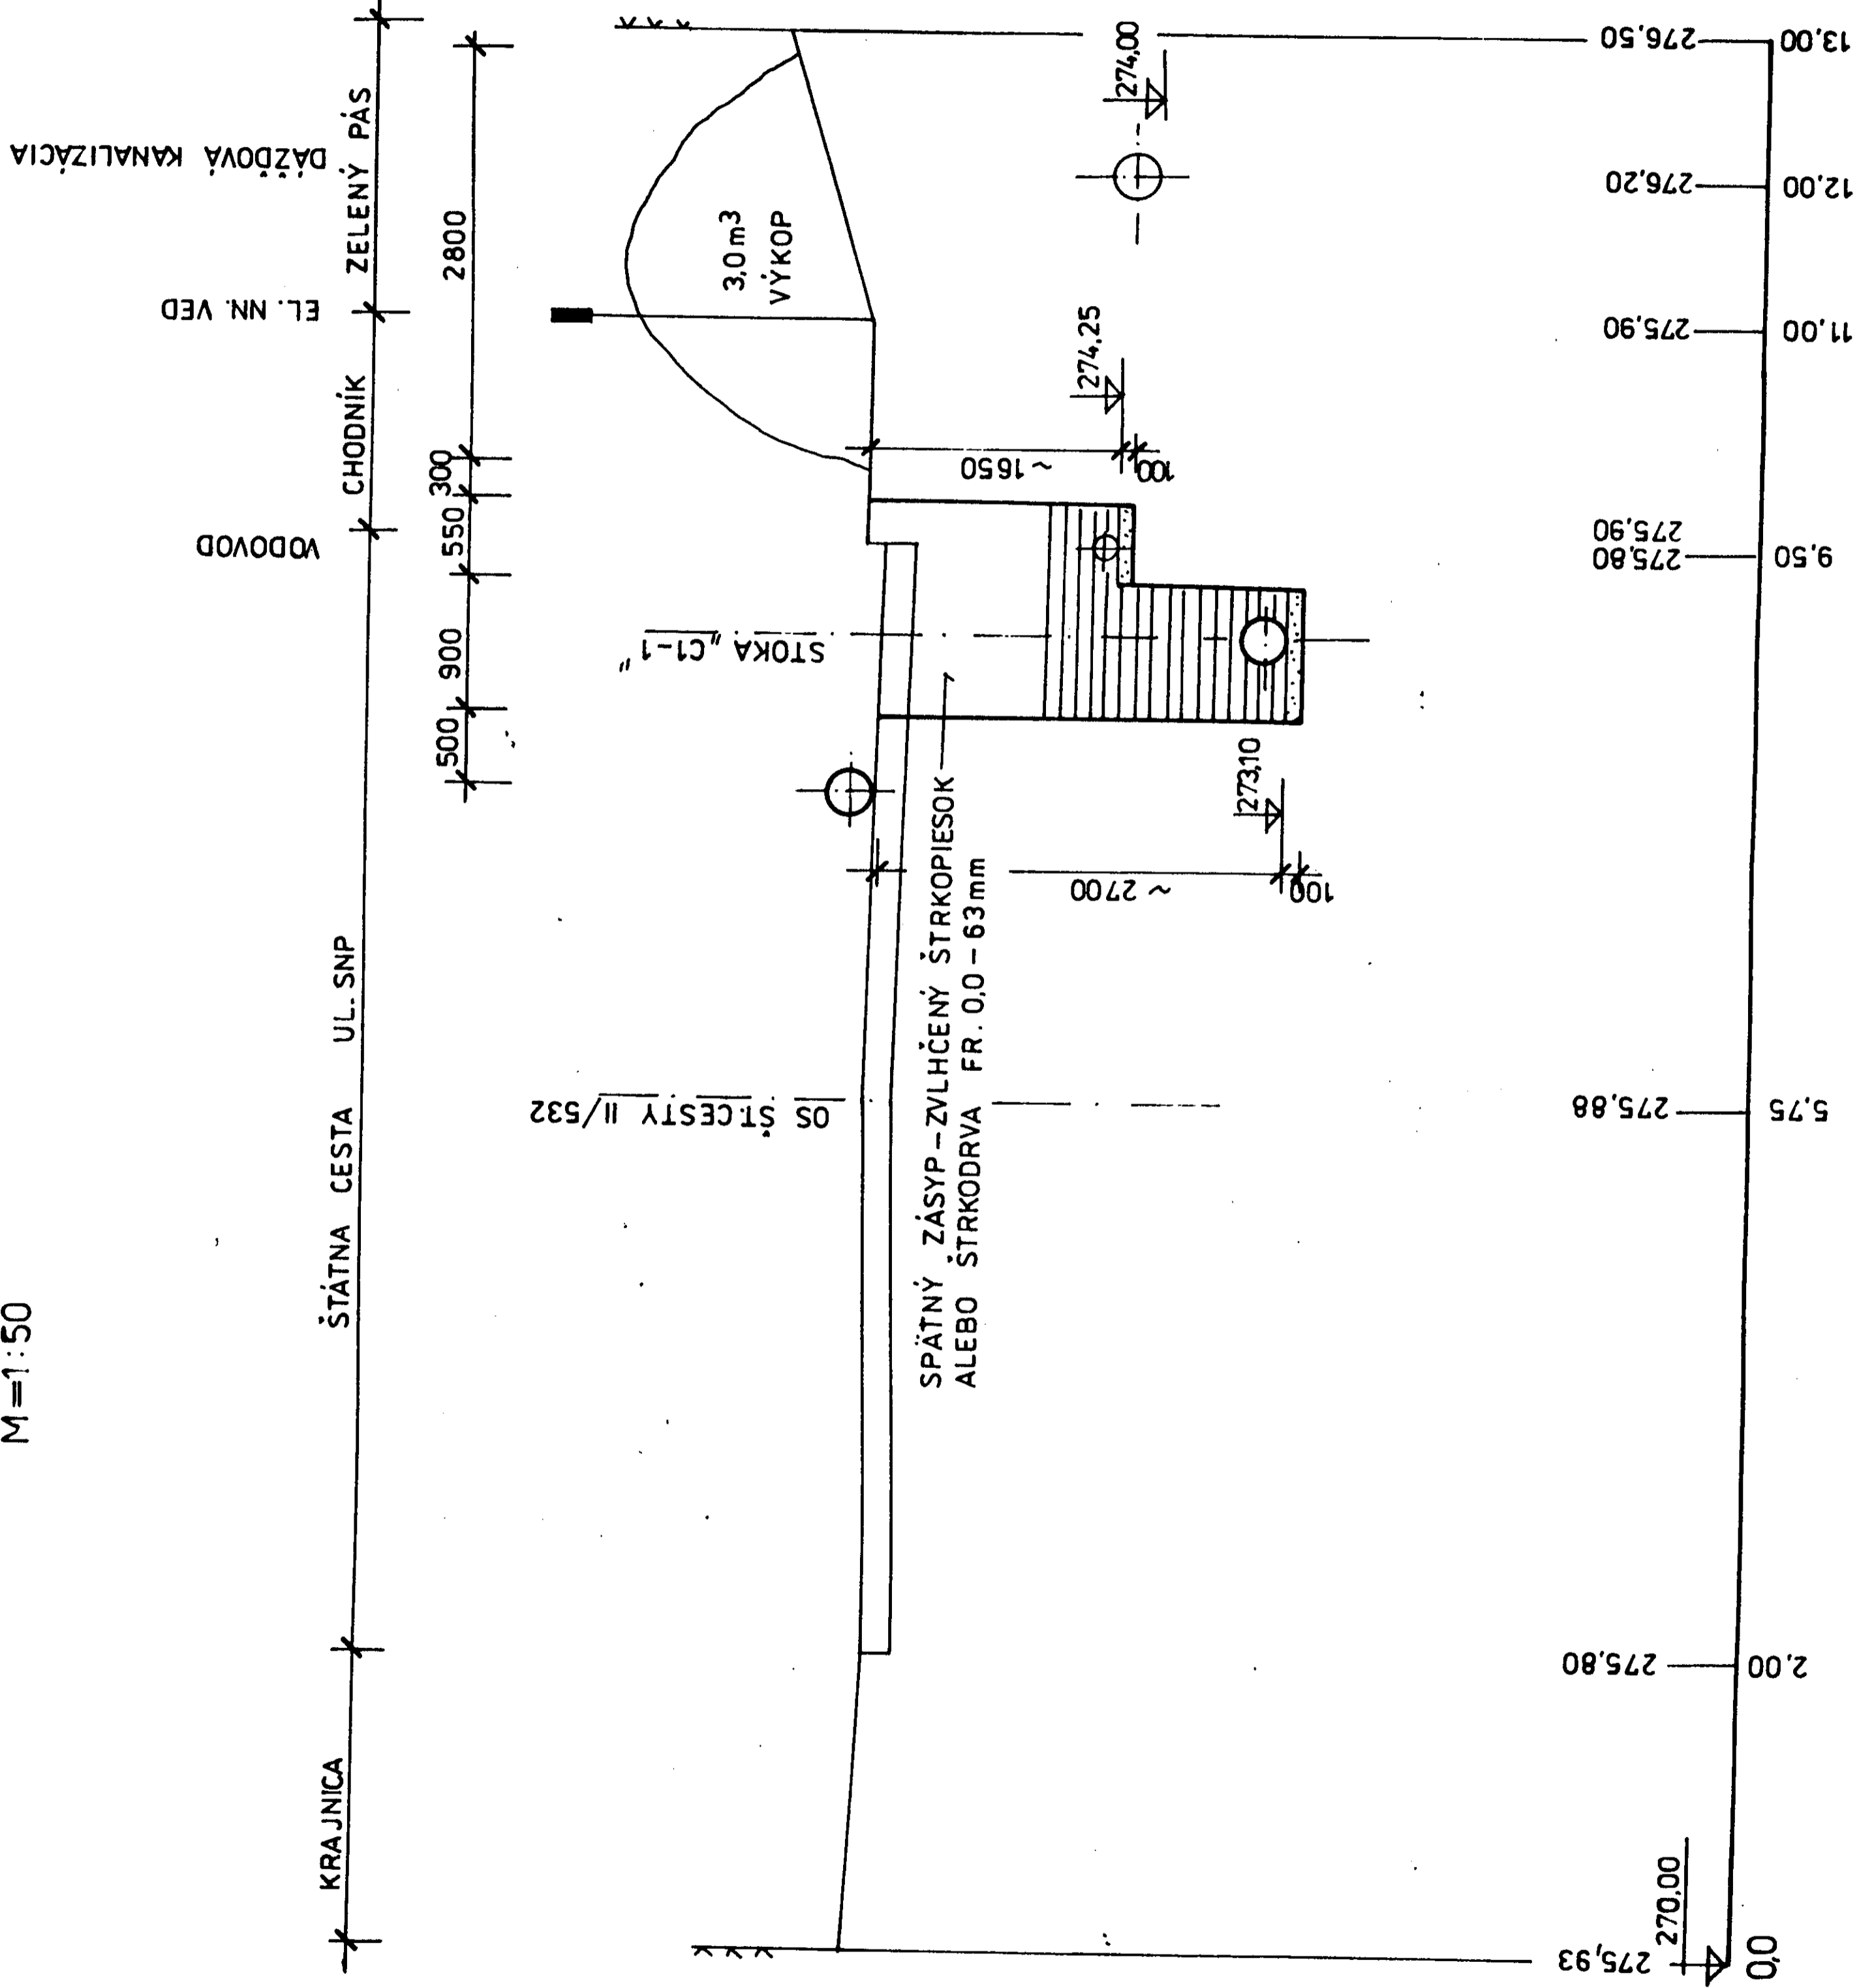 M=1:50
KRAJNICA
ŠTÁTNA CESTA UL. SNP
CHODNÍK
ZELENÝ PÁS
VODOVOD
EL. NN. VED
DÁŽĎOVÁ KANALIZÁCIA
500
900
550
300
2800
STOKA „C1-1"
OS ŠT. CESTY II/532
3,0 m3
VÝKOP
274,00
274,25
~ 1650
100
273,10
~ 2700
100
SPÄTNÝ ZÁSYP-ZVLHČENÝ ŠTRKOPIESOK
ALEBO ŠTRKODRVA FR. 0,0-63mm
270,00
275,93
275,80
275,88
275,80
275,90
275,90
276,20
276,50
0,0
2,00
5,75
9,50
11,00
12,00
13,00